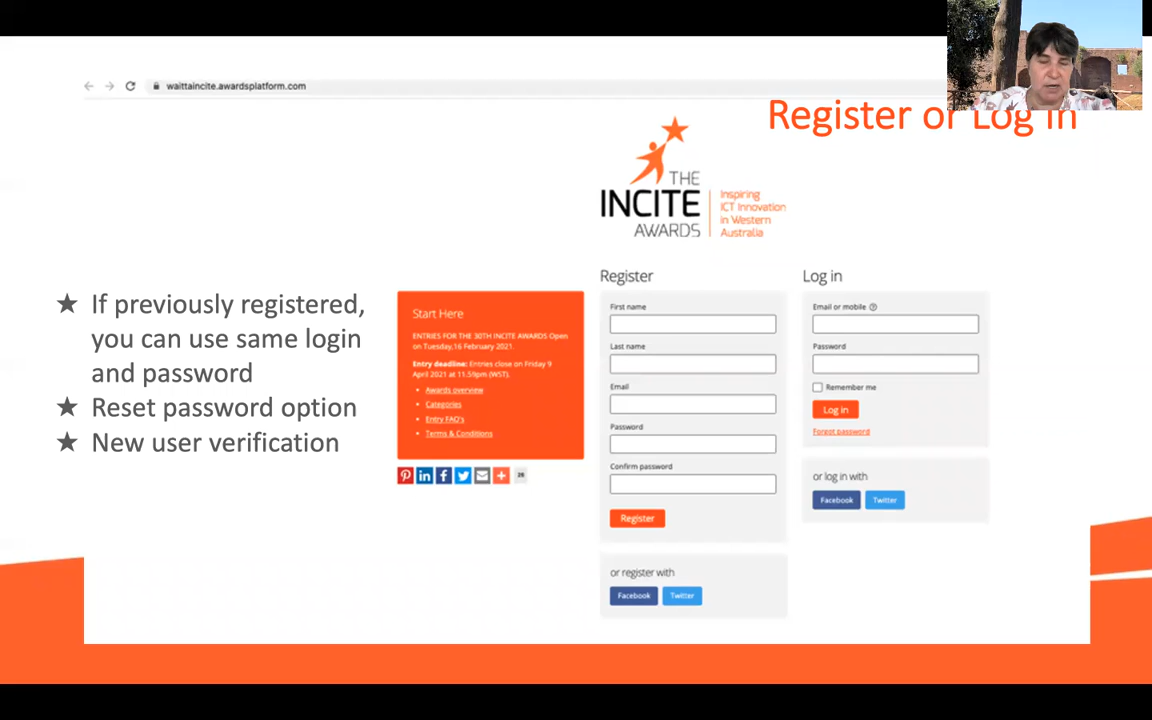 waittaincite.awardsplatform.com
Register or Log in
THE
INCITE
AWARDS
Inspiring
ICT Innovation
in Western
Australia
★ If previously registered,
you can use same login
and password
★ Reset password option
★ New user verification
Start Here
ENTRIES FOR THE 30TH INCITE AWARDS Open
on Tuesday,16 February 2021.
Entry deadline: Entries close on Friday 9
April 2021 at 11.59pm (WST).
• Awards overview
• Categories
• Entry FAQ's
• Terms & Conditions
25
Register
First name
Last name
Email
Password
Confirm password
Register
or register with
Facebook Twitter
Log in
Email or mobile
Password
Remember me
Log in
Forgot password
or log in with
Facebook Twitter